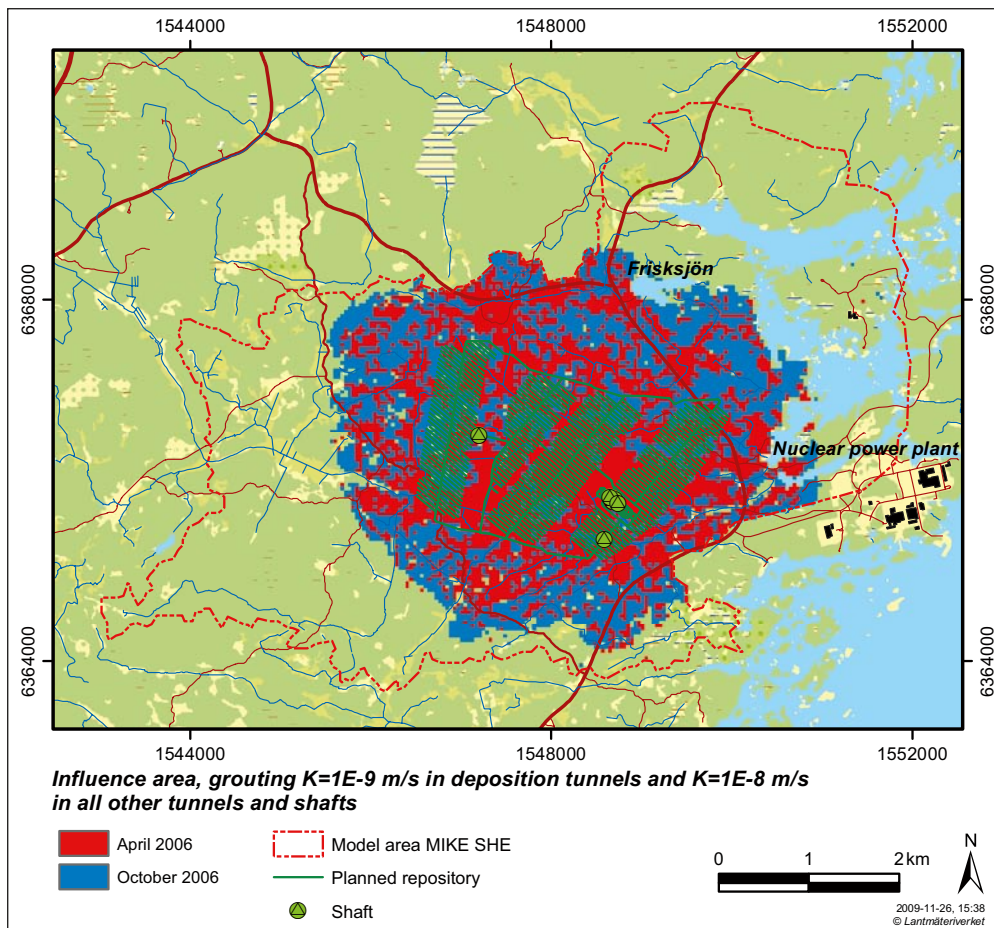 1544000 1548000 1552000
6368000 6368000
Frisksjön
Nuclear power plant
6364000 6364000
1544000 1548000 1552000
Influence area, grouting K=1E-9 m/s in deposition tunnels and K=1E-8 m/s
in all other tunnels and shafts
April 2006
October 2006
Model area MIKE SHE
Planned repository
Shaft
0 1 2 km
N
2009-11-26, 15:38
© Lantmäteriverket